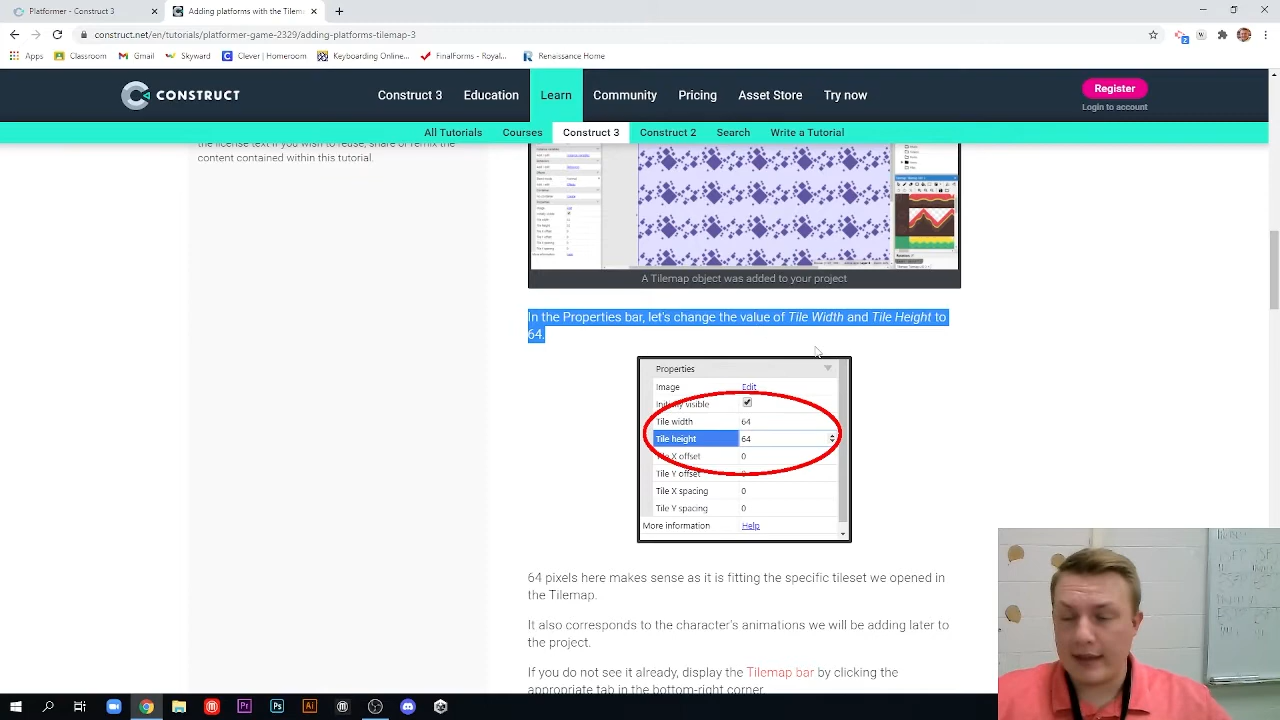 Platformer - Construct 3
Adding platforms with the Tilem
construct.net/en/tutorials/platformer-game-2329/adding-platforms-tilemap-3
Apps
Classroom
Gmail
Skyward
Clever | Homeroom
Keyboarding Online...
FinalForms - Royal...
Renaissance Home
CONSTRUCT
Construct 3
Education
Learn
Community
Pricing
Asset Store
Try now
Register
Login to account
All Tutorials
Courses
Construct 3
Construct 2
Search
Write a Tutorial
the license text if you wish to reuse, share or remix the
content contained within this tutorial.
A Tilemap object was added to your project
In the Properties bar, let's change the value of Tile Width and Tile Height to
64.
Properties
Image Edit
Initially visible
Tile width 64
Tile height 64
Tile X offset 0
Tile Y offset 0
Tile X spacing 0
Tile Y spacing 0
More information Help
64 pixels here makes sense as it is fitting the specific tileset we opened in
the Tilemap.
It also corresponds to the character's animations we will be adding later to
the project.
If you do not see it already, display the Tilemap bar by clicking the
appropriate tab in the bottom-right corner.